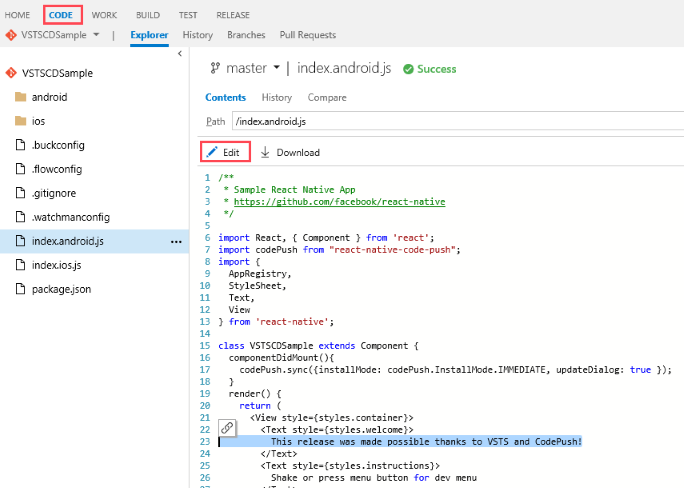 HOME CODE WORK BUILD TEST RELEASE
VSTSCDSample | Explorer History Branches Pull Requests
VSTSCDSample
android
ios
.buckconfig
.flowconfig
.gitignore
.watchmanconfig
index.android.js ...
index.ios.js
package.json
master | index.android.js Success
Contents History Compare
Path /index.android.js
Edit Download
1 /**
2 * Sample React Native App
3 * https://github.com/facebook/react-native
4 */
5
6 import React, { Component } from 'react';
7 import codePush from "react-native-code-push";
8 import {
9 AppRegistry,
10 StyleSheet,
11 Text,
12 View
13 } from 'react-native';
14
15 class VSTSCDSample extends Component {
16 componentDidMount(){
17 codePush.sync({installMode: codePush.InstallMode.IMMEDIATE, updateDialog: true });
18 }
19 render() {
20 return (
21 <View style={styles.container}>
22 <Text style={styles.welcome}>
23 This release was made possible thanks to VSTS and CodePush!
24 </Text>
25 <Text style={styles.instructions}>
26 Shake or press menu button for dev menu
27 </Text>